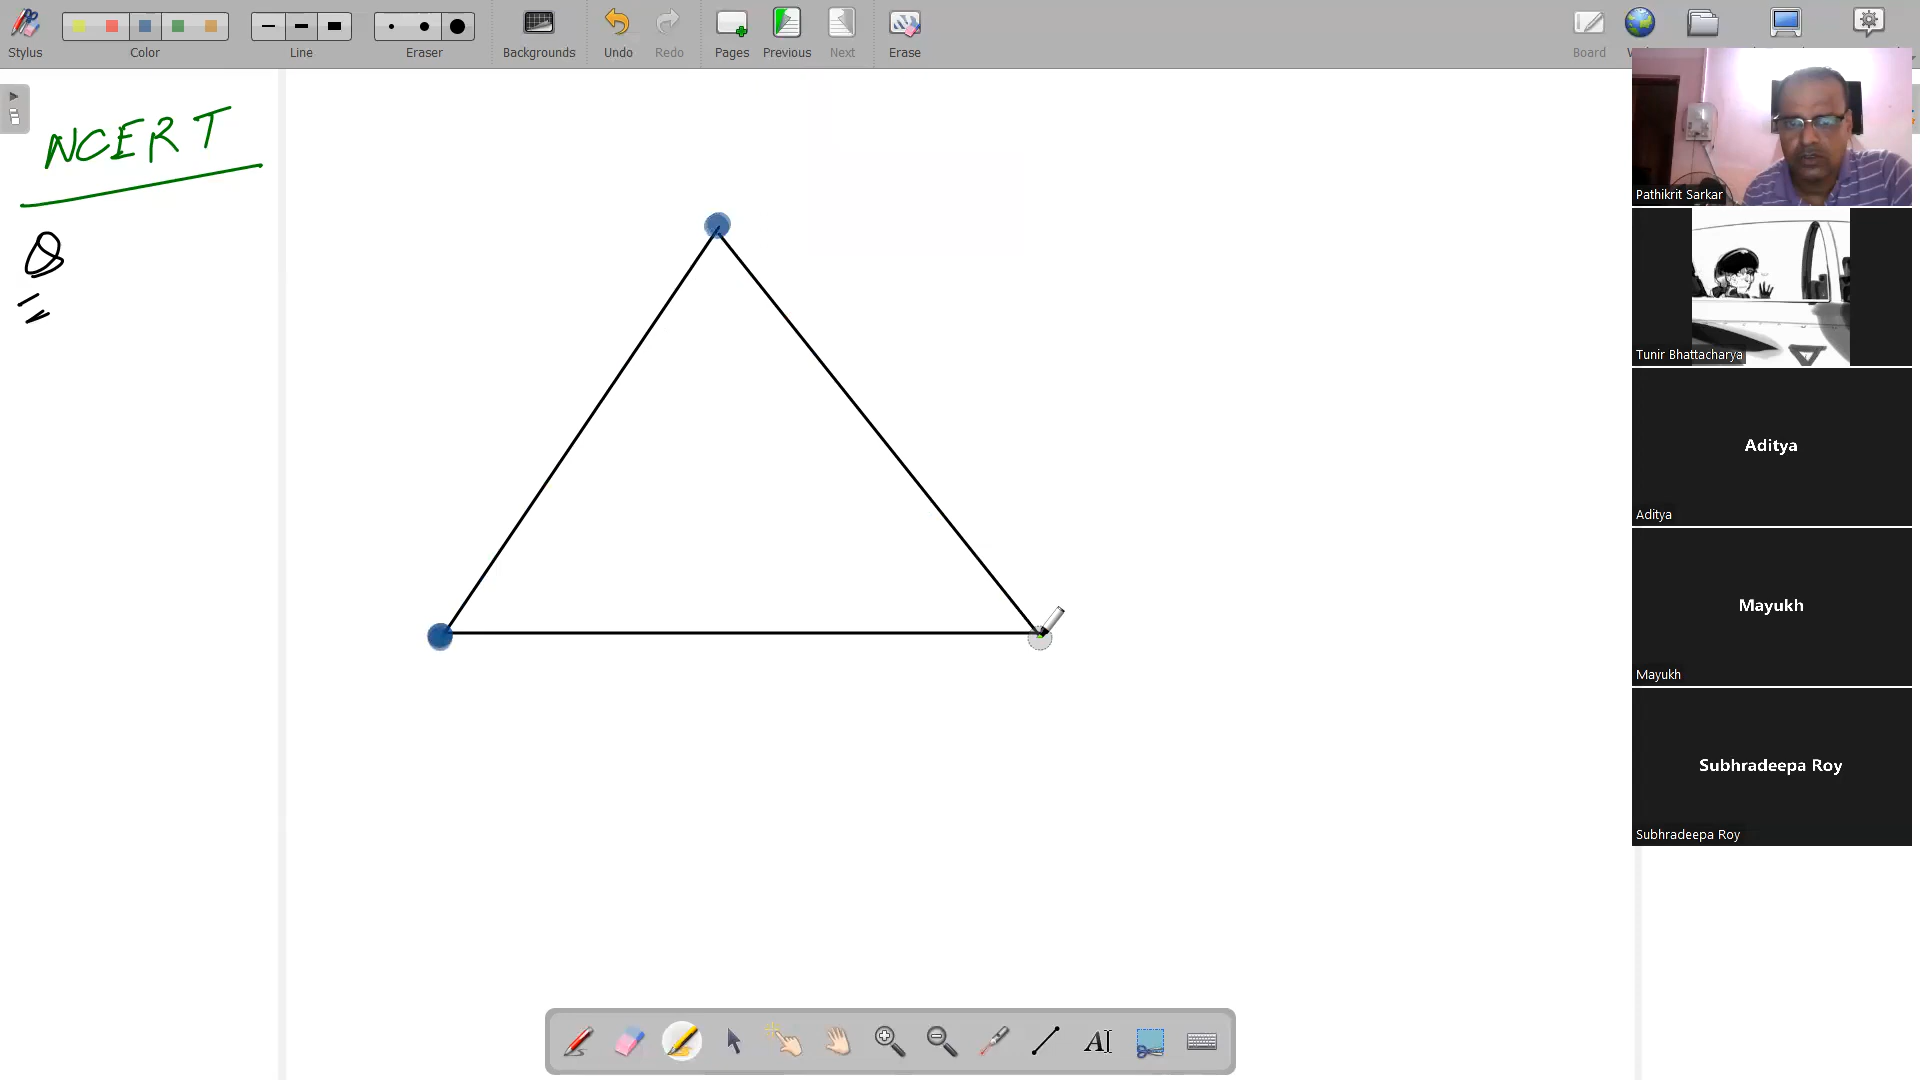 Stylus
Color
Line
Eraser
Backgrounds
Undo
Redo
Pages
Previous
Next
Erase
Board
NCERT
Q
Pathikrit Sarkar
Tunir Bhattacharya
Aditya
Aditya
Mayukh
Mayukh
Subhradeepa Roy
Subhradeepa Roy
AI